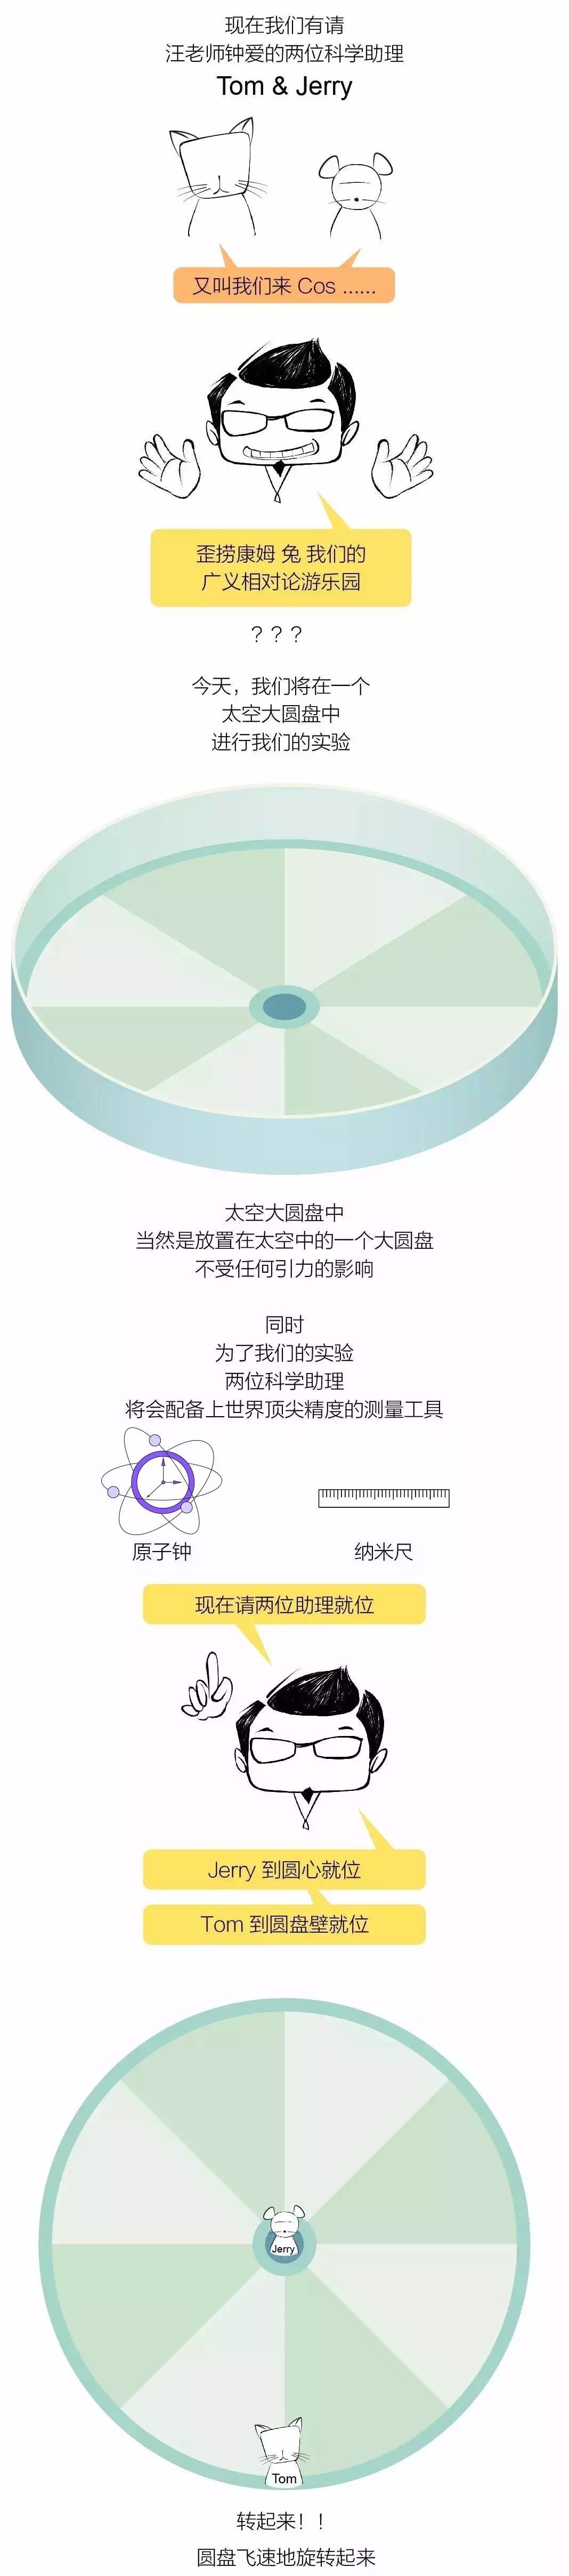 现在我们有请
汪老师钟爱的两位科学助理
Tom & Jerry
又叫我们来 Cos ......
歪捞康姆 兔 我们的
广义相对论游乐园
？？？
今天，我们将在一个
太空大圆盘中
进行我们的实验
太空大圆盘中
当然是放置在太空中的一个大圆盘
不受任何引力的影响
同时
为了我们的实验
两位科学助理
将会配备上世界顶尖精度的测量工具
原子钟
纳米尺
现在请两位助理就位
Jerry 到圆心就位
Tom 到圆盘壁就位
Jerry
Tom
转起来！！
圆盘飞速地旋转起来